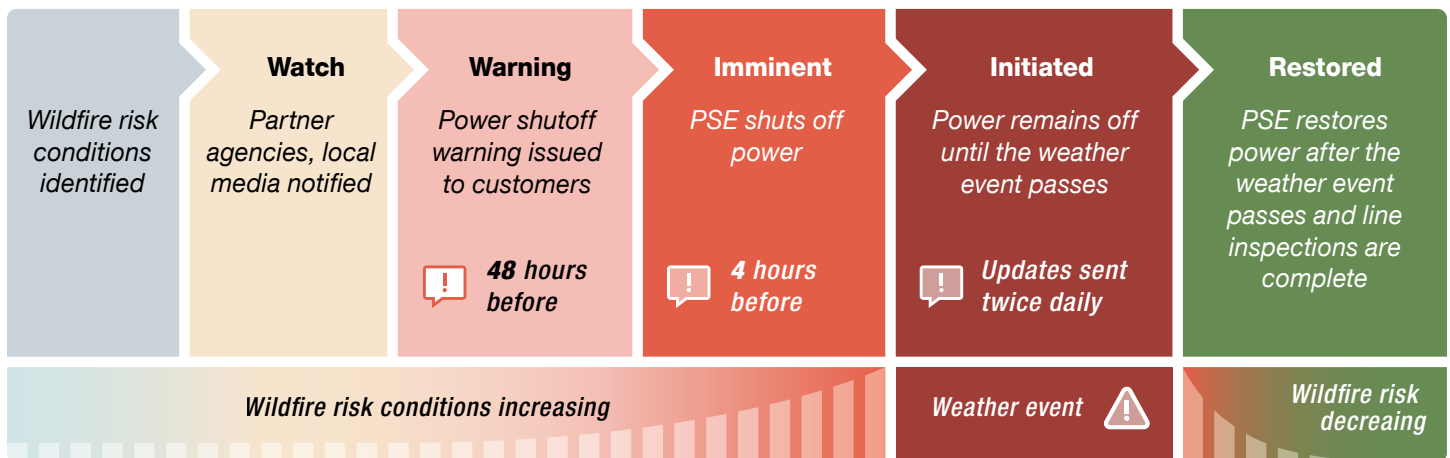 Wildfire risk
conditions
identified
Watch
Partner
agencies, local
media notified
Warning
Power shutoff
warning issued
to customers
48 hours
before
Imminent
PSE shuts off
power
4 hours
before
Initiated
Power remains off
until the weather
event passes
Updates sent
twice daily
Restored
PSE restores
power after the
weather event
passes and line
inspections are
complete
Wildfire risk conditions increasing
Weather event
Wildfire risk
decreaing